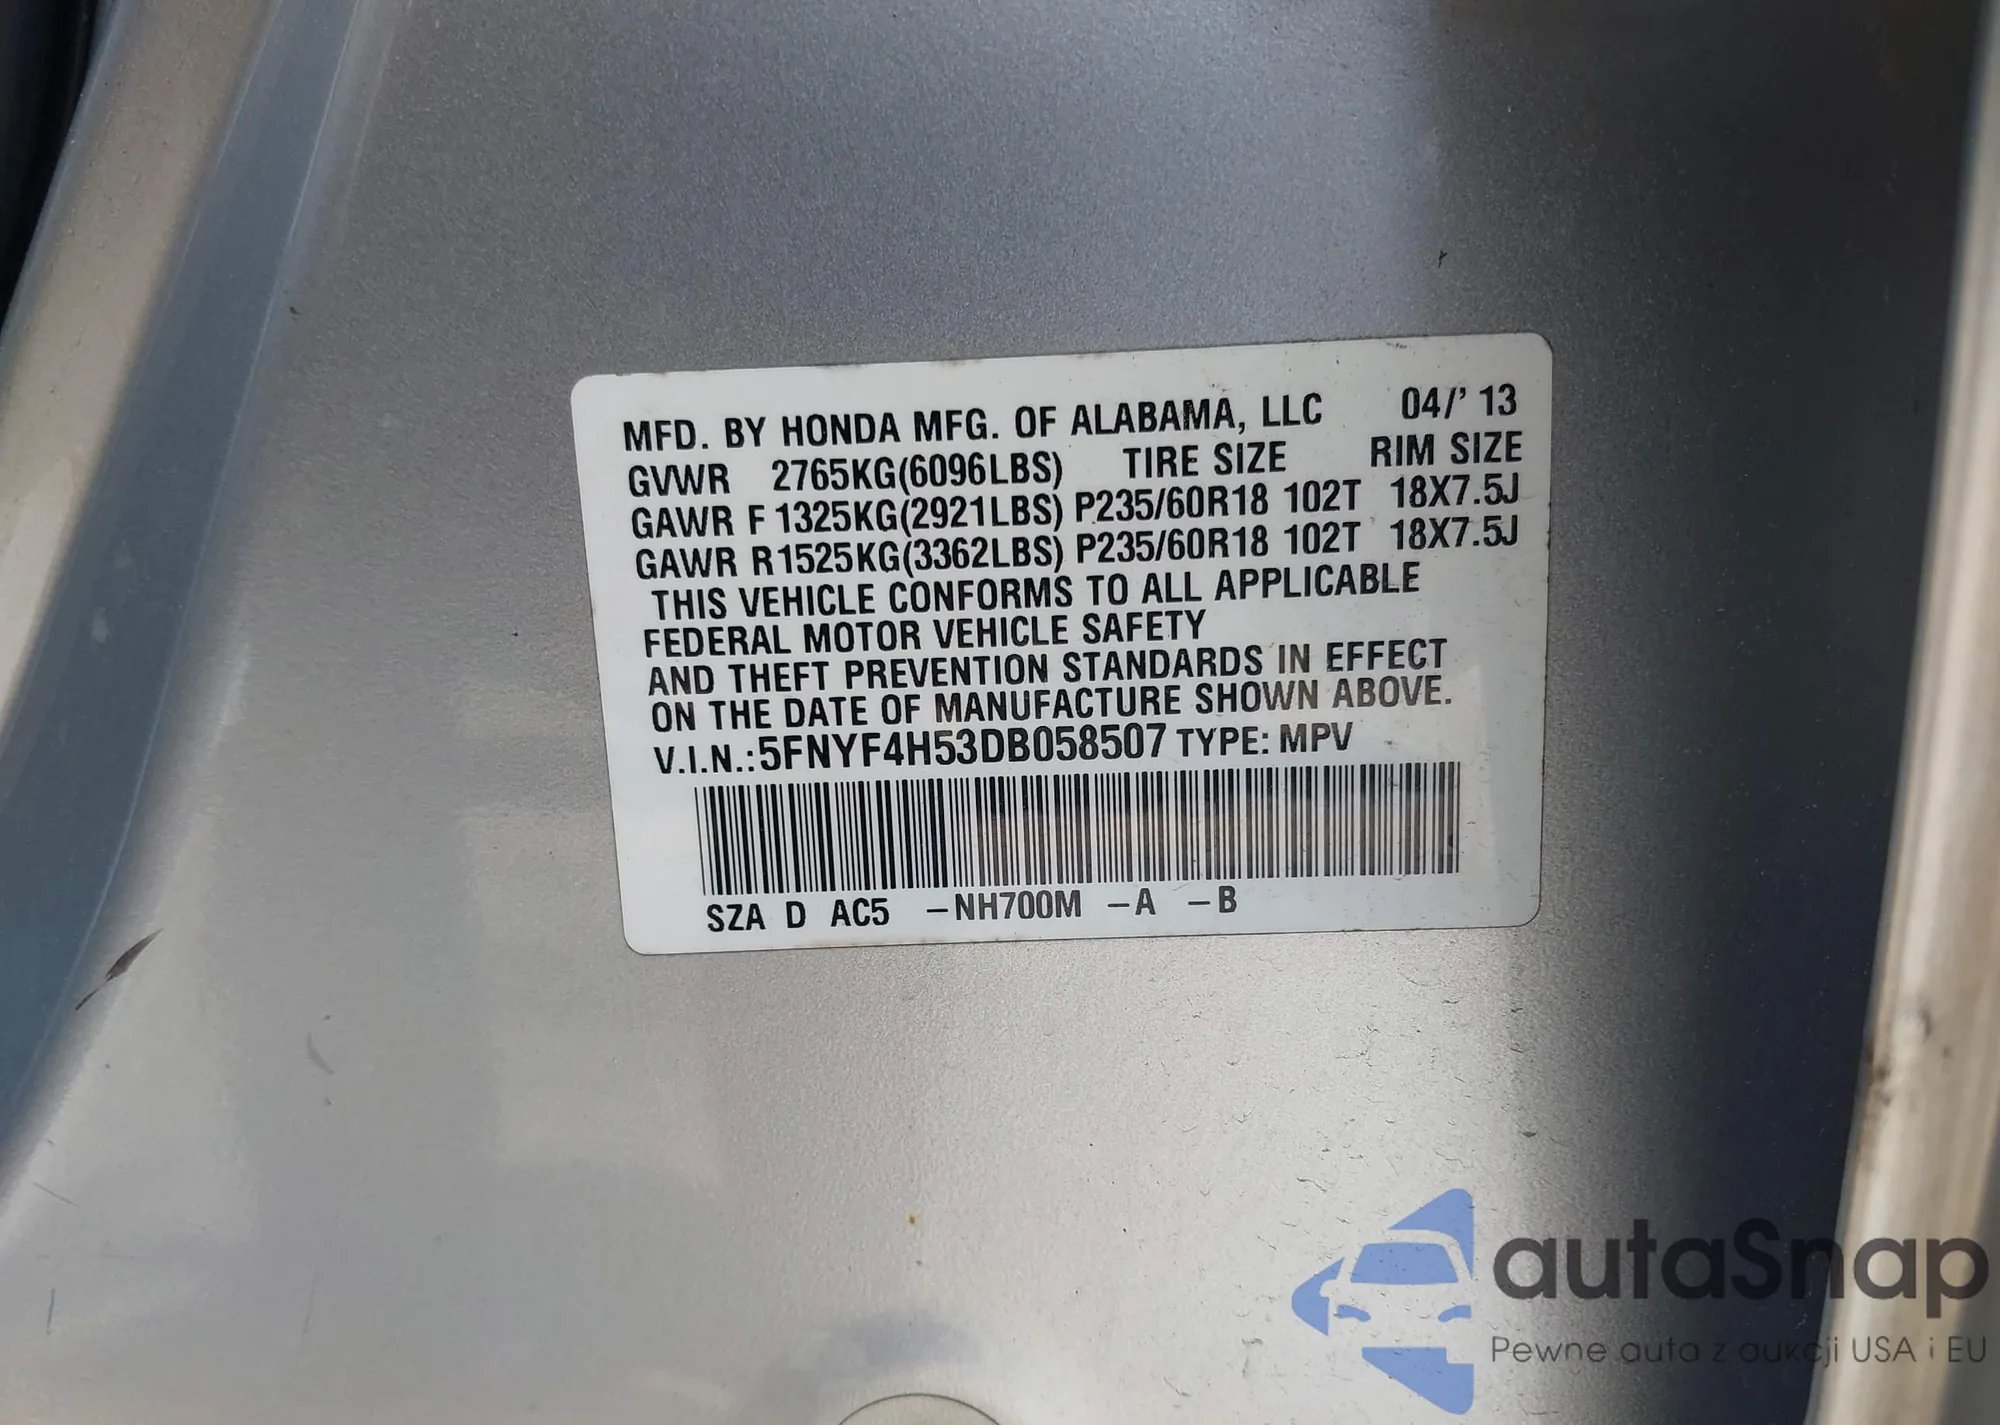 MFD. BY HONDA MFG. OF ALABAMA, LLC 04/' 13
GVWR 2765KG(6096LBS) TIRE SIZE RIM SIZE
GAWR F 1325KG(2921LBS) P235/60R18 102T 18X7.5J
GAWR R1525KG(3362LBS) P235/60R18 102T 18X7.5J
THIS VEHICLE CONFORMS TO ALL APPLICABLE
FEDERAL MOTOR VEHICLE SAFETY
AND THEFT PREVENTION STANDARDS IN EFFECT
ON THE DATE OF MANUFACTURE SHOWN ABOVE.
V.I.N.:5FNYF4H53DB058507 TYPE: MPV
SZA D AC5 -NH700M -A -B
autaSnap
Pewne auta z aukcji USA i EU